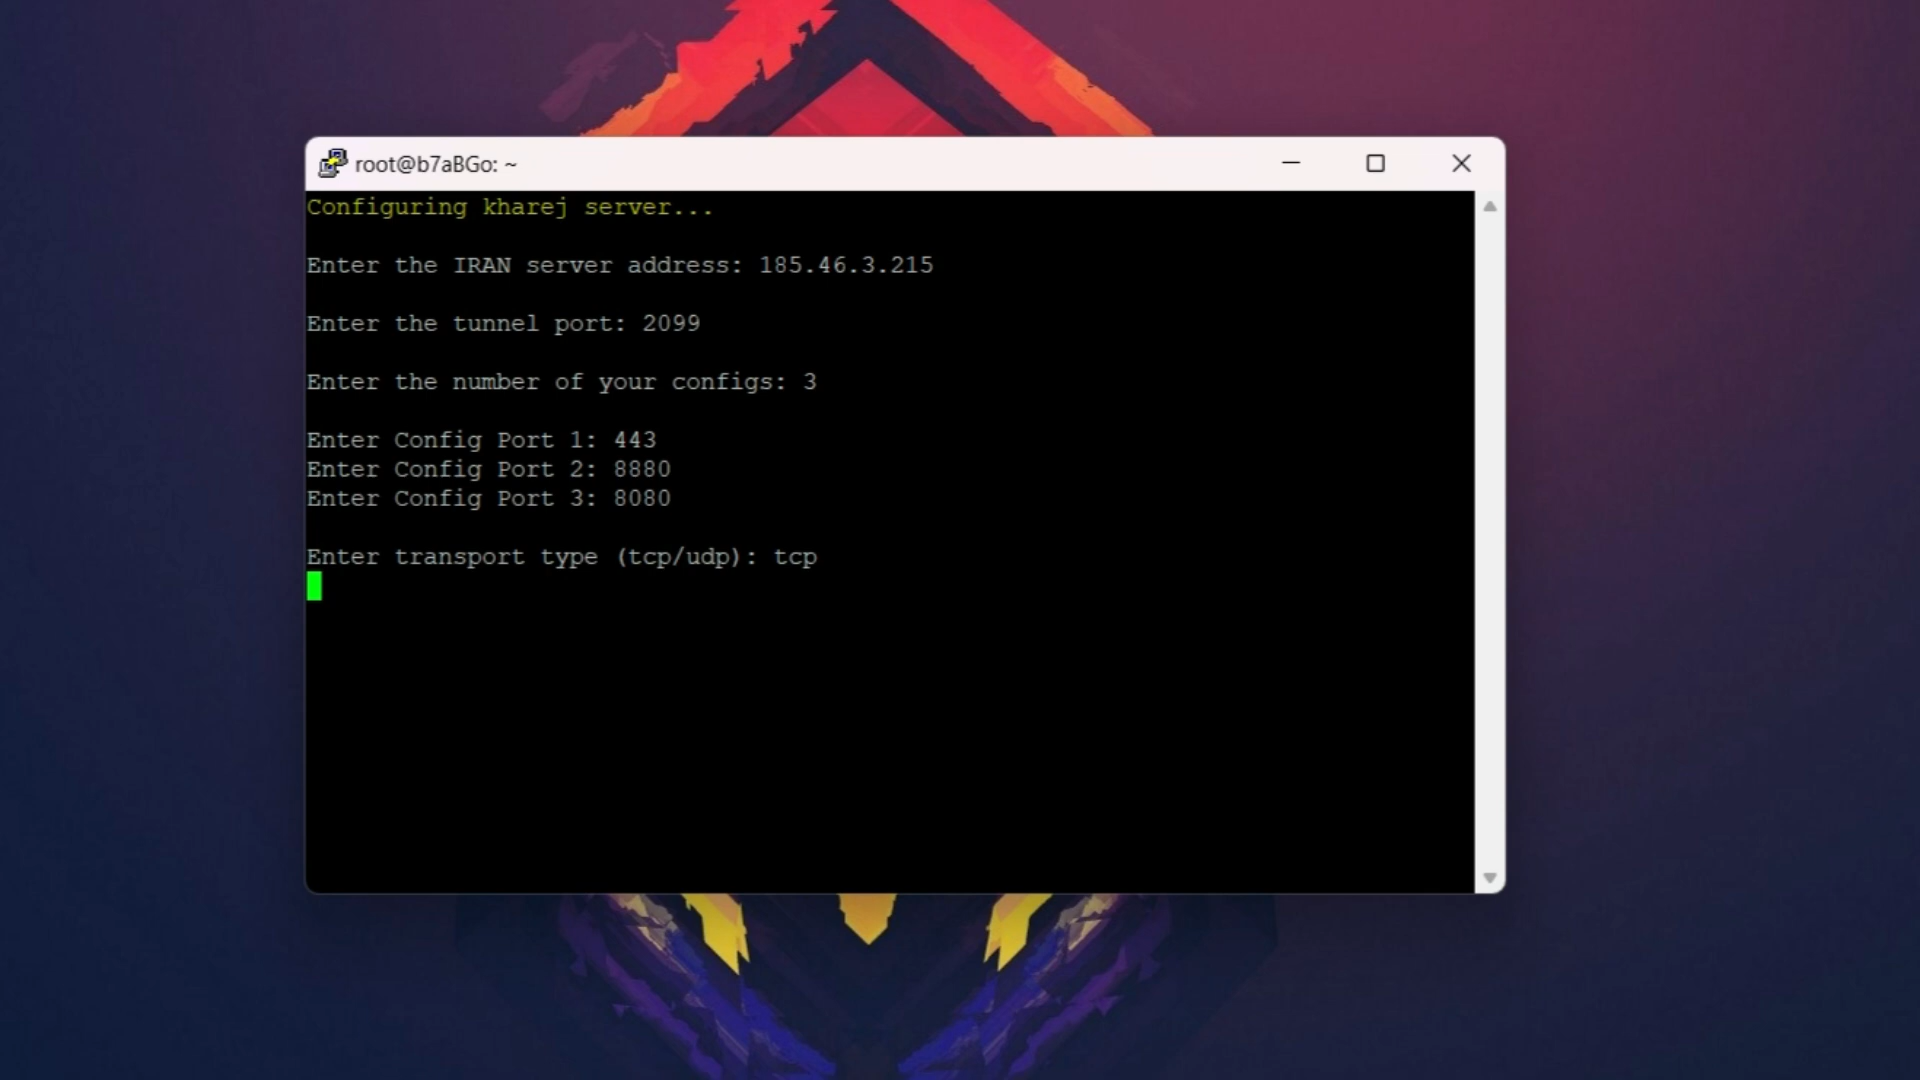 root@b7aBGo: ~
Configuring kharej server...
Enter the IRAN server address: 185.46.3.215
Enter the tunnel port: 2099
Enter the number of your configs: 3
Enter Config Port 1: 443
Enter Config Port 2: 8880
Enter Config Port 3: 8080
Enter transport type (tcp/udp): tcp